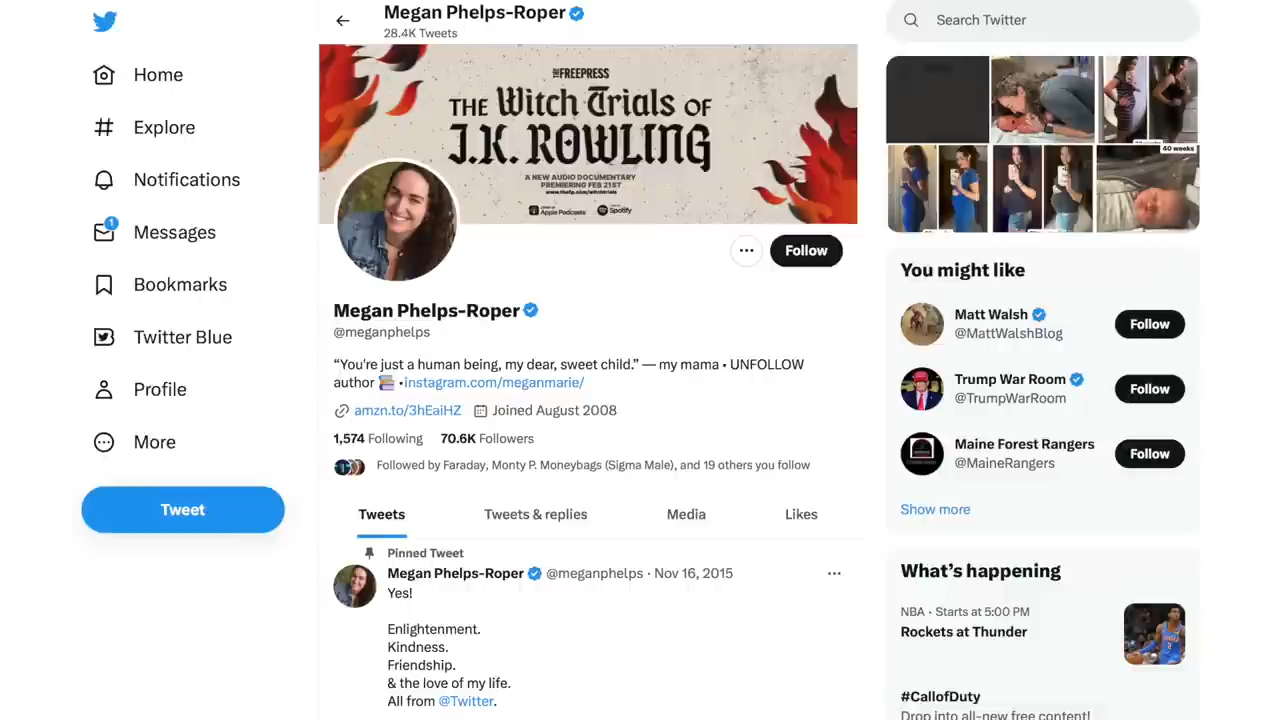 Megan Phelps-Roper
28.4K Tweets
Search Twitter
Home
Explore
Notifications
1
Messages
Bookmarks
Twitter Blue
Profile
More
Tweet
THE FREEPRESS
THE Witch Trials OF
J.K. ROWLING
A NEW AUDIO DOCUMENTARY
PREMIERING FEB 21ST
www.thefp.com/witchtrials
Apple Podcasts
Spotify
Follow
Megan Phelps-Roper
@meganphelps
“You're just a human being, my dear, sweet child.” — my mama • UNFOLLOW
author 📚 •instagram.com/meganmarie/
amzn.to/3hEaiHZ Joined August 2008
1,574 Following 70.6K Followers
Followed by Faraday, Monty P. Moneybags (Sigma Male), and 19 others you follow
Tweets Tweets & replies Media Likes
Pinned Tweet
Megan Phelps-Roper @meganphelps · Nov 16, 2015
Yes!
Enlightenment.
Kindness.
Friendship.
& the love of my life.
All from @Twitter.
40 weeks
You might like
Matt Walsh
@MattWalshBlog
Follow
Trump War Room
@TrumpWarRoom
Follow
Maine Forest Rangers
@MaineRangers
Follow
Show more
What’s happening
NBA · Starts at 5:00 PM
Rockets at Thunder
#CallofDuty
Drop into all-new free content!